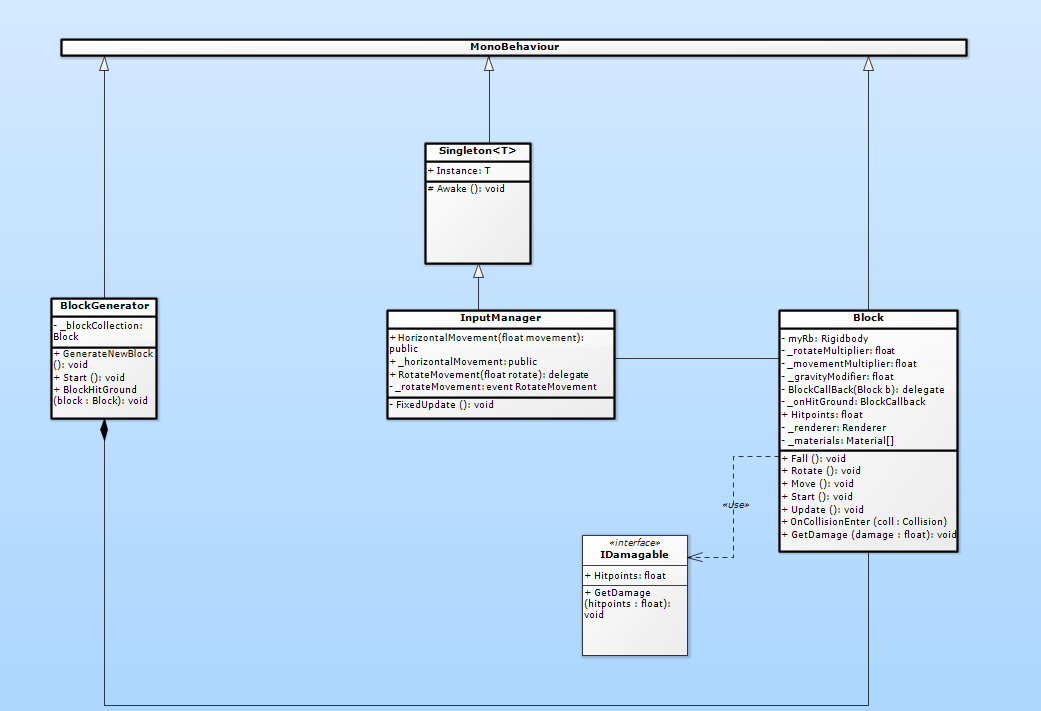 MonoBehaviour
Singleton<T>
+ Instance: T
# Awake (): void
BlockGenerator
- _blockCollection:
Block
+ GenerateNewBlock
(): void
+ Start (): void
+ BlockHitGround
(block : Block): void
InputManager
+ HorizontalMovement(float movement):
public
+ _horizontalMovement: public
+ RotateMovement(float rotate): delegate
- _rotateMovement: event RotateMovement
- FixedUpdate (): void
Block
- myRb: Rigidbody
- _rotateMultiplier: float
- _movementMultiplier: float
- _gravityModifier: float
- BlockCallBack(Block b): delegate
- _onHitGround: BlockCallback
+ Hitpoints: float
- _renderer: Renderer
- _materials: Material[]
+ Fall (): void
+ Rotate (): void
+ Move (): void
+ Start (): void
+ Update (): void
+ OnCollisionEnter (coll : Collision)
+ GetDamage (damage : float): void
«use»
«interface»
IDamagable
+ Hitpoints: float
+ GetDamage
(hitpoints : float):
void